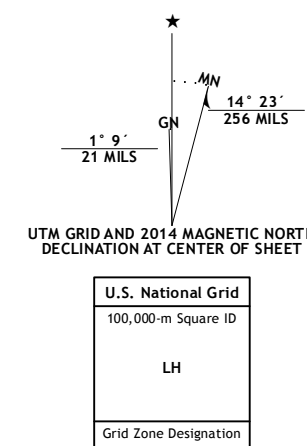 ★
MN
GN
14° 23´
256 MILS
1° 9´
21 MILS
UTM GRID AND 2014 MAGNETIC NORT
DECLINATION AT CENTER OF SHEET
U.S. National Grid
100,000-m Square ID
LH
Grid Zone Designation